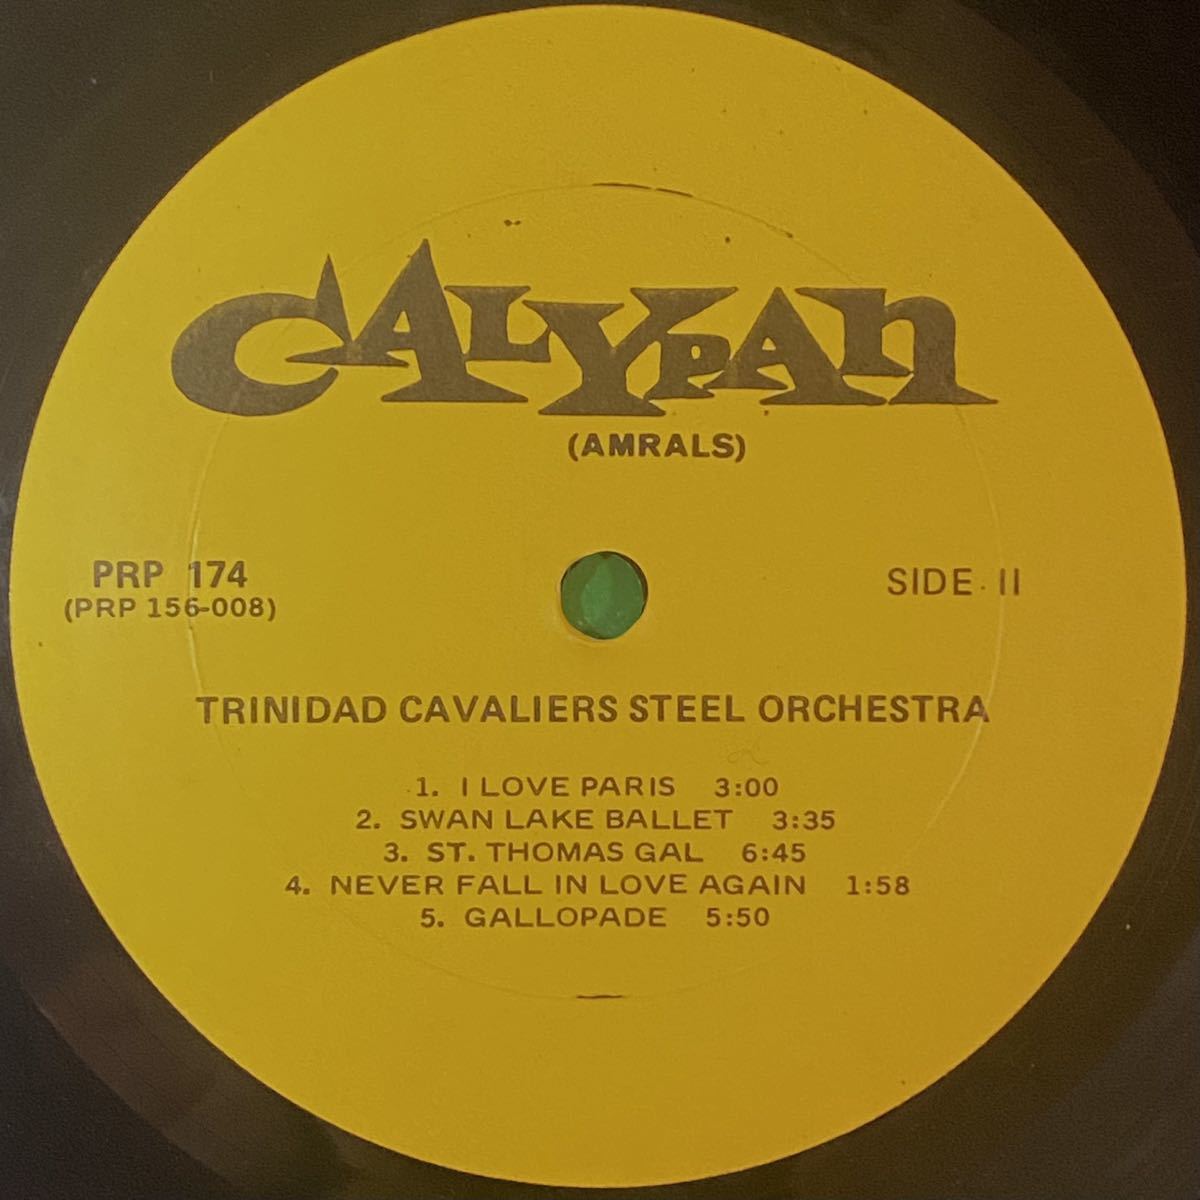 CALYPAN
(AMRALS)
PRP 174
(PRP 156-008)
SIDE II
TRINIDAD CAVALIERS STEEL ORCHESTRA
1. I LOVE PARIS 3:00
2. SWAN LAKE BALLET 3:35
3. ST. THOMAS GAL 6:45
4. NEVER FALL IN LOVE AGAIN 1:58
5. GALLOPADE 5:50